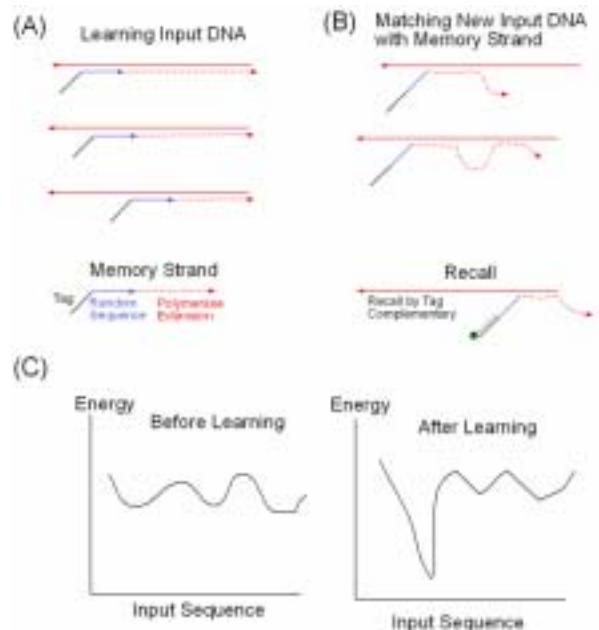 (A)
Learning Input DNA
(B)
Matching New Input DNA
with Memory Strand
Memory Strand
Tag
Random
Sequence
Polymerase
Extension
Recall
Recall by Tag
Complementary
(C)
Energy
Before Learning
Input Sequence
Energy
After Learning
Input Sequence